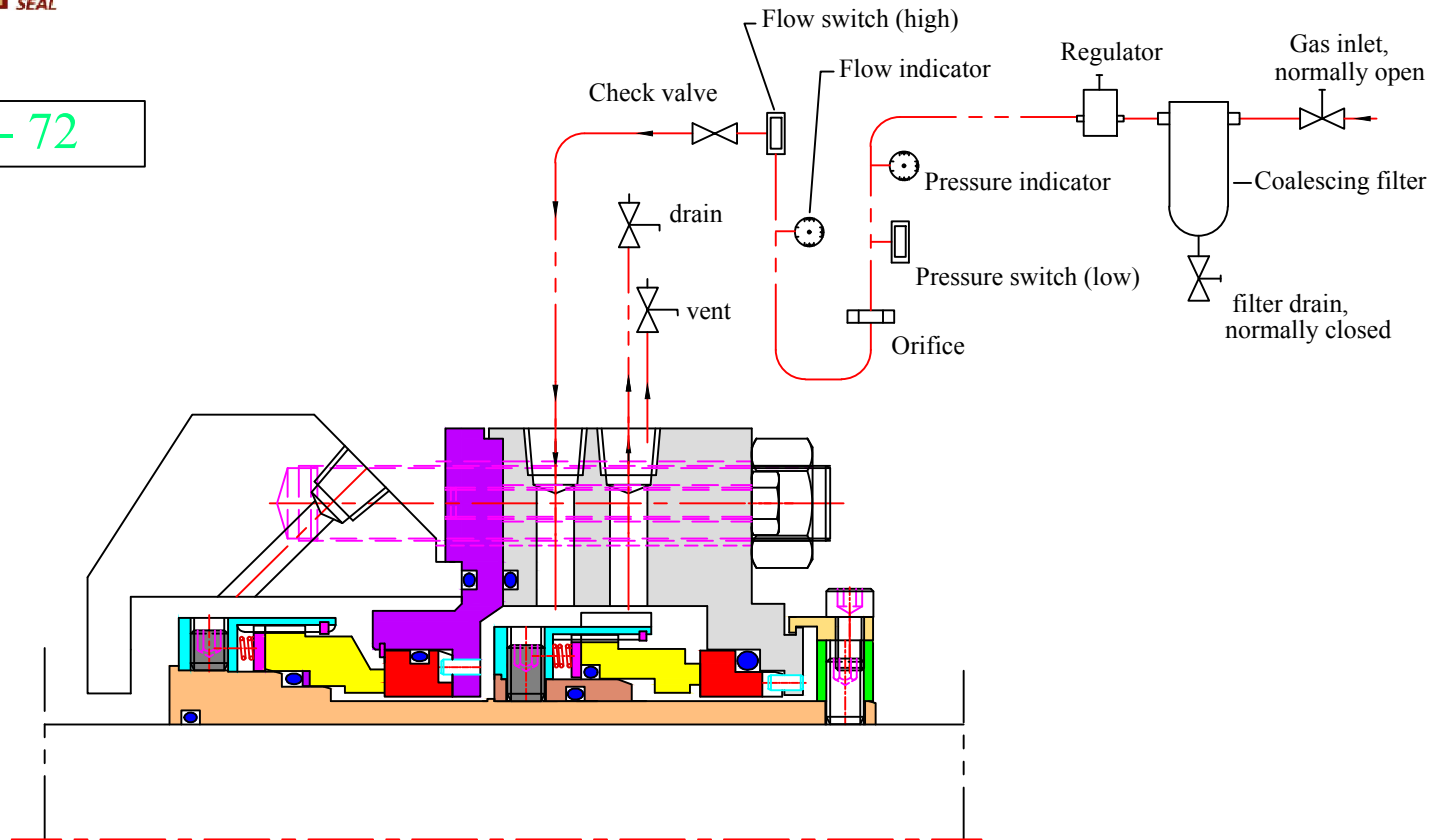 SEAL
- 72
Flow switch (high)
Flow indicator
Check valve
Regulator
Gas inlet,
normally open
drain
Pressure indicator
Coalescing filter
Pressure switch (low)
vent
filter drain,
normally closed
Orifice